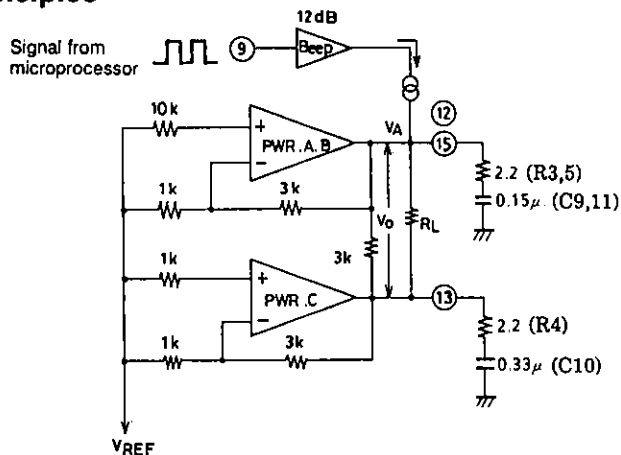 12dB
Signal from
microprocessor
9
Beep
10k
+
PWR.A.B
−
VA
12
15
2.2 (R3,5)
0.15μ (C9,11)
1k
3k
Vo
RL
3k
1k
+
PWR.C
−
13
2.2 (R4)
0.33μ (C10)
1k
3k
VREF